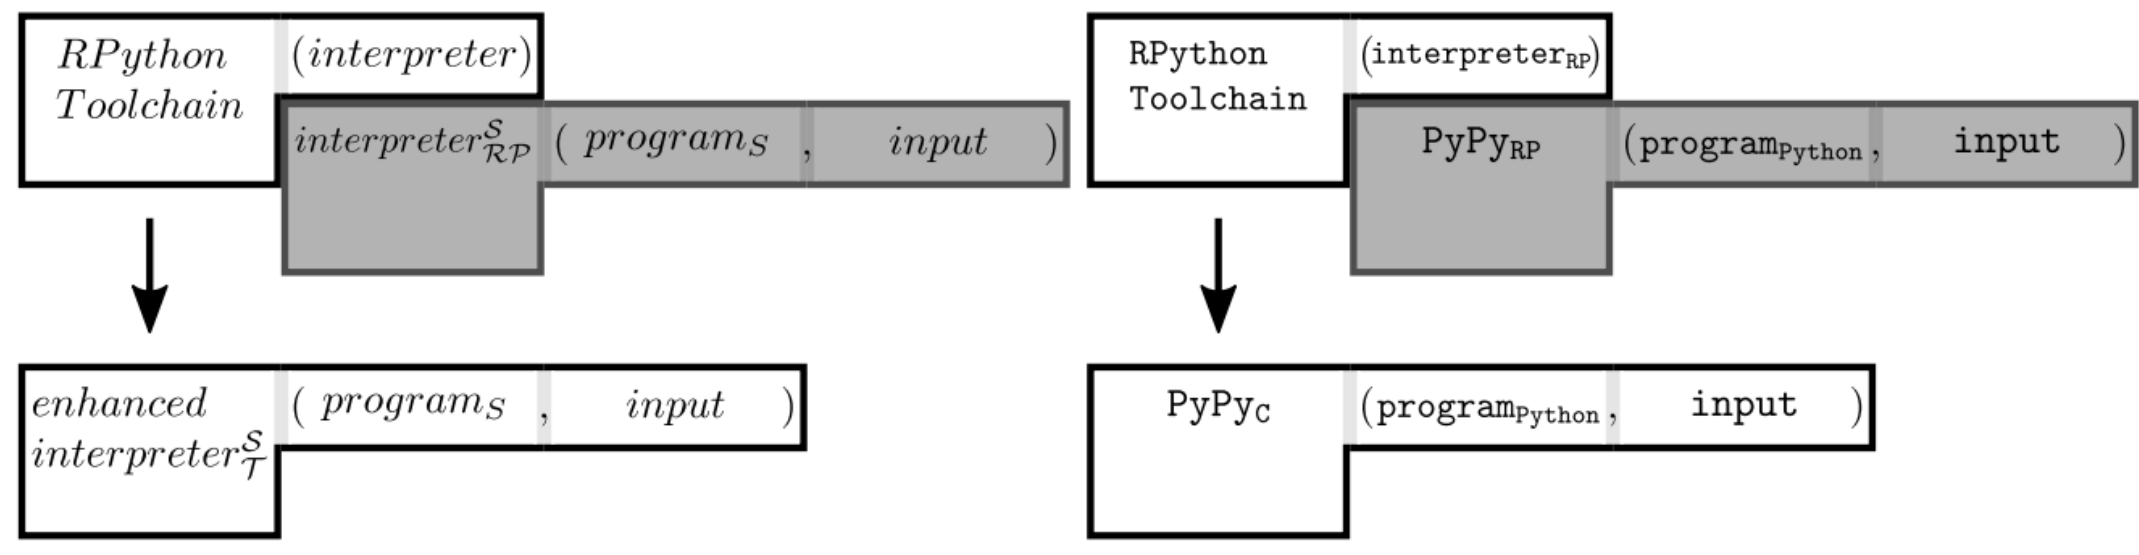 RPython (interpreter)
Toolchain
interpreter^S_RP ( program_S , input )
enhanced ( program_S , input )
interpreter^S_T
RPython (interpreter_RP)
Toolchain
PyPy_RP (program_Python, input )
PyPy_C (program_Python, input )